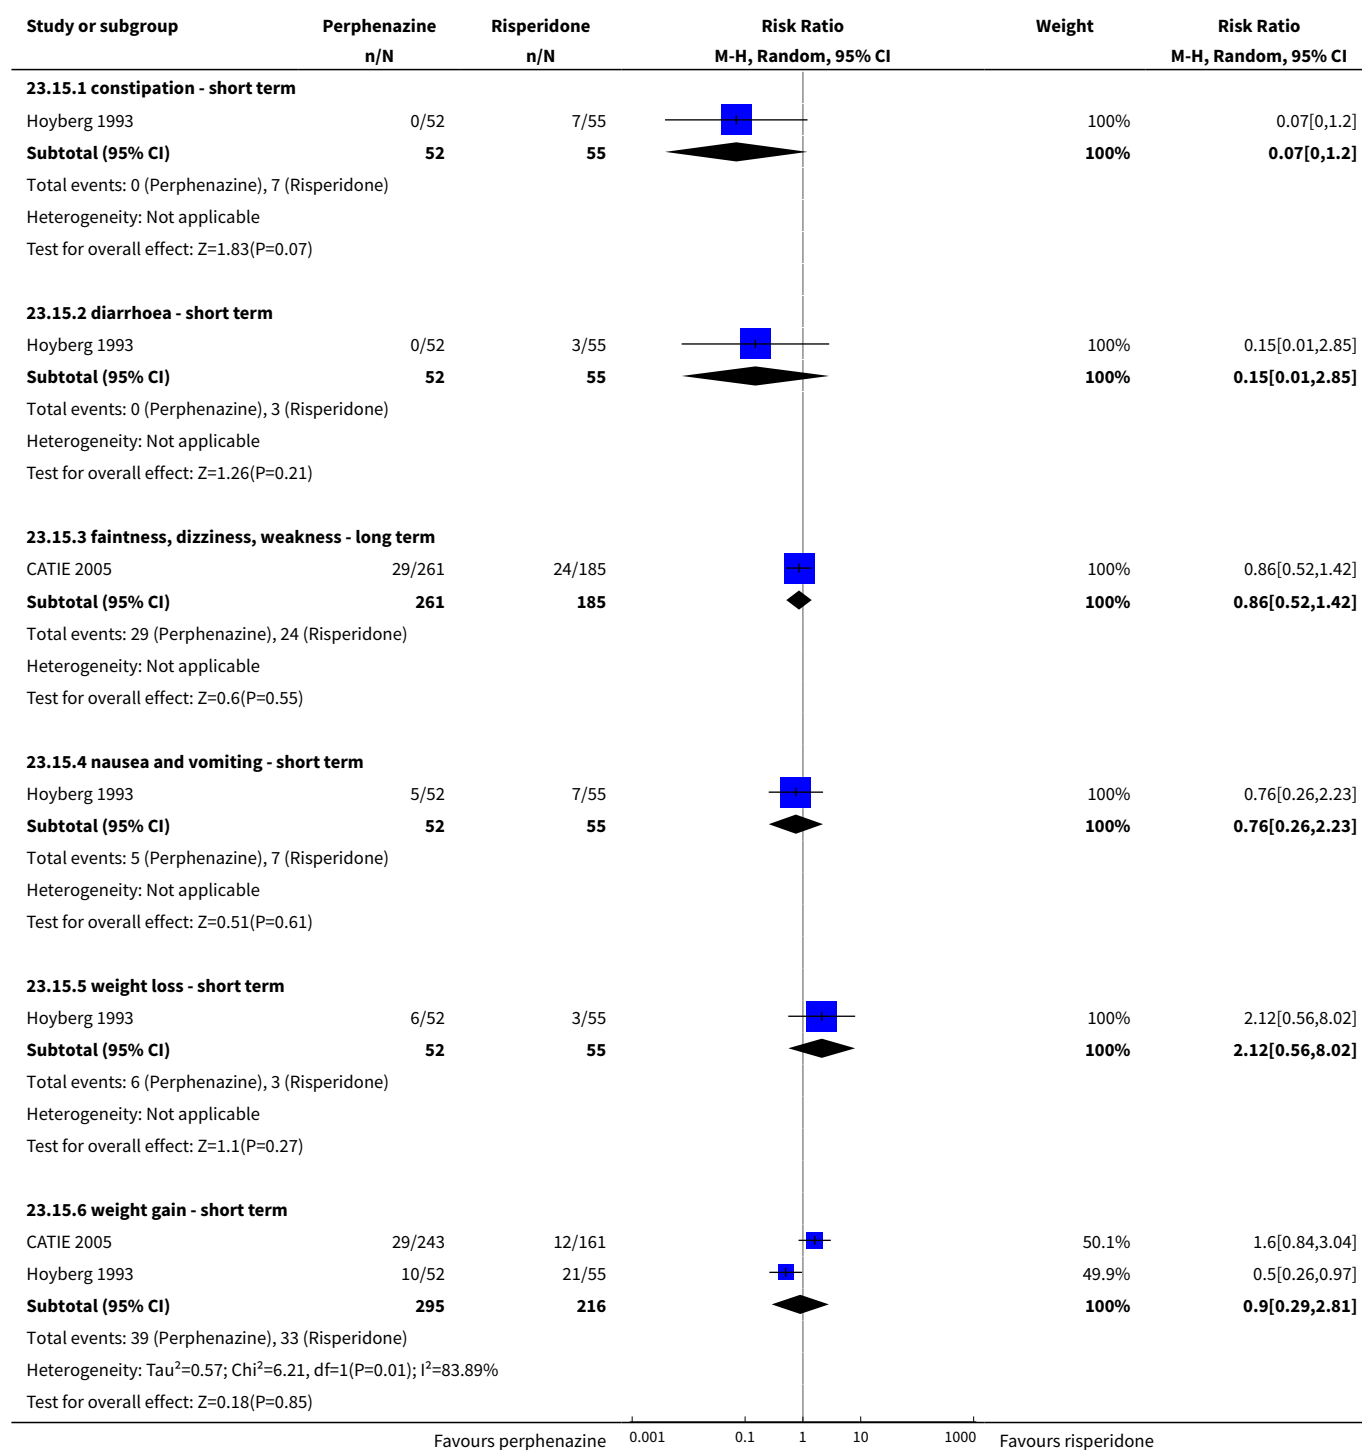 Study or subgroup Perphenazine Risperidone Risk Ratio Weight Risk Ratio
n/N n/N M-H, Random, 95% CI M-H, Random, 95% CI
23.15.1 constipation - short term
Hoyberg 1993 0/52 7/55 100% 0.07[0,1.2]
Subtotal (95% CI) 52 55 100% 0.07[0,1.2]
Total events: 0 (Perphenazine), 7 (Risperidone)
Heterogeneity: Not applicable
Test for overall effect: Z=1.83(P=0.07)
23.15.2 diarrhoea - short term
Hoyberg 1993 0/52 3/55 100% 0.15[0.01,2.85]
Subtotal (95% CI) 52 55 100% 0.15[0.01,2.85]
Total events: 0 (Perphenazine), 3 (Risperidone)
Heterogeneity: Not applicable
Test for overall effect: Z=1.26(P=0.21)
23.15.3 faintness, dizziness, weakness - long term
CATIE 2005 29/261 24/185 100% 0.86[0.52,1.42]
Subtotal (95% CI) 261 185 100% 0.86[0.52,1.42]
Total events: 29 (Perphenazine), 24 (Risperidone)
Heterogeneity: Not applicable
Test for overall effect: Z=0.6(P=0.55)
23.15.4 nausea and vomiting - short term
Hoyberg 1993 5/52 7/55 100% 0.76[0.26,2.23]
Subtotal (95% CI) 52 55 100% 0.76[0.26,2.23]
Total events: 5 (Perphenazine), 7 (Risperidone)
Heterogeneity: Not applicable
Test for overall effect: Z=0.51(P=0.61)
23.15.5 weight loss - short term
Hoyberg 1993 6/52 3/55 100% 2.12[0.56,8.02]
Subtotal (95% CI) 52 55 100% 2.12[0.56,8.02]
Total events: 6 (Perphenazine), 3 (Risperidone)
Heterogeneity: Not applicable
Test for overall effect: Z=1.1(P=0.27)
23.15.6 weight gain - short term
CATIE 2005 29/243 12/161 50.1% 1.6[0.84,3.04]
Hoyberg 1993 10/52 21/55 49.9% 0.5[0.26,0.97]
Subtotal (95% CI) 295 216 100% 0.9[0.29,2.81]
Total events: 39 (Perphenazine), 33 (Risperidone)
Heterogeneity: Tau²=0.57; Chi²=6.21, df=1(P=0.01); I²=83.89%
Test for overall effect: Z=0.18(P=0.85)
Favours perphenazine 0.001 0.1 1 10 1000 Favours risperidone